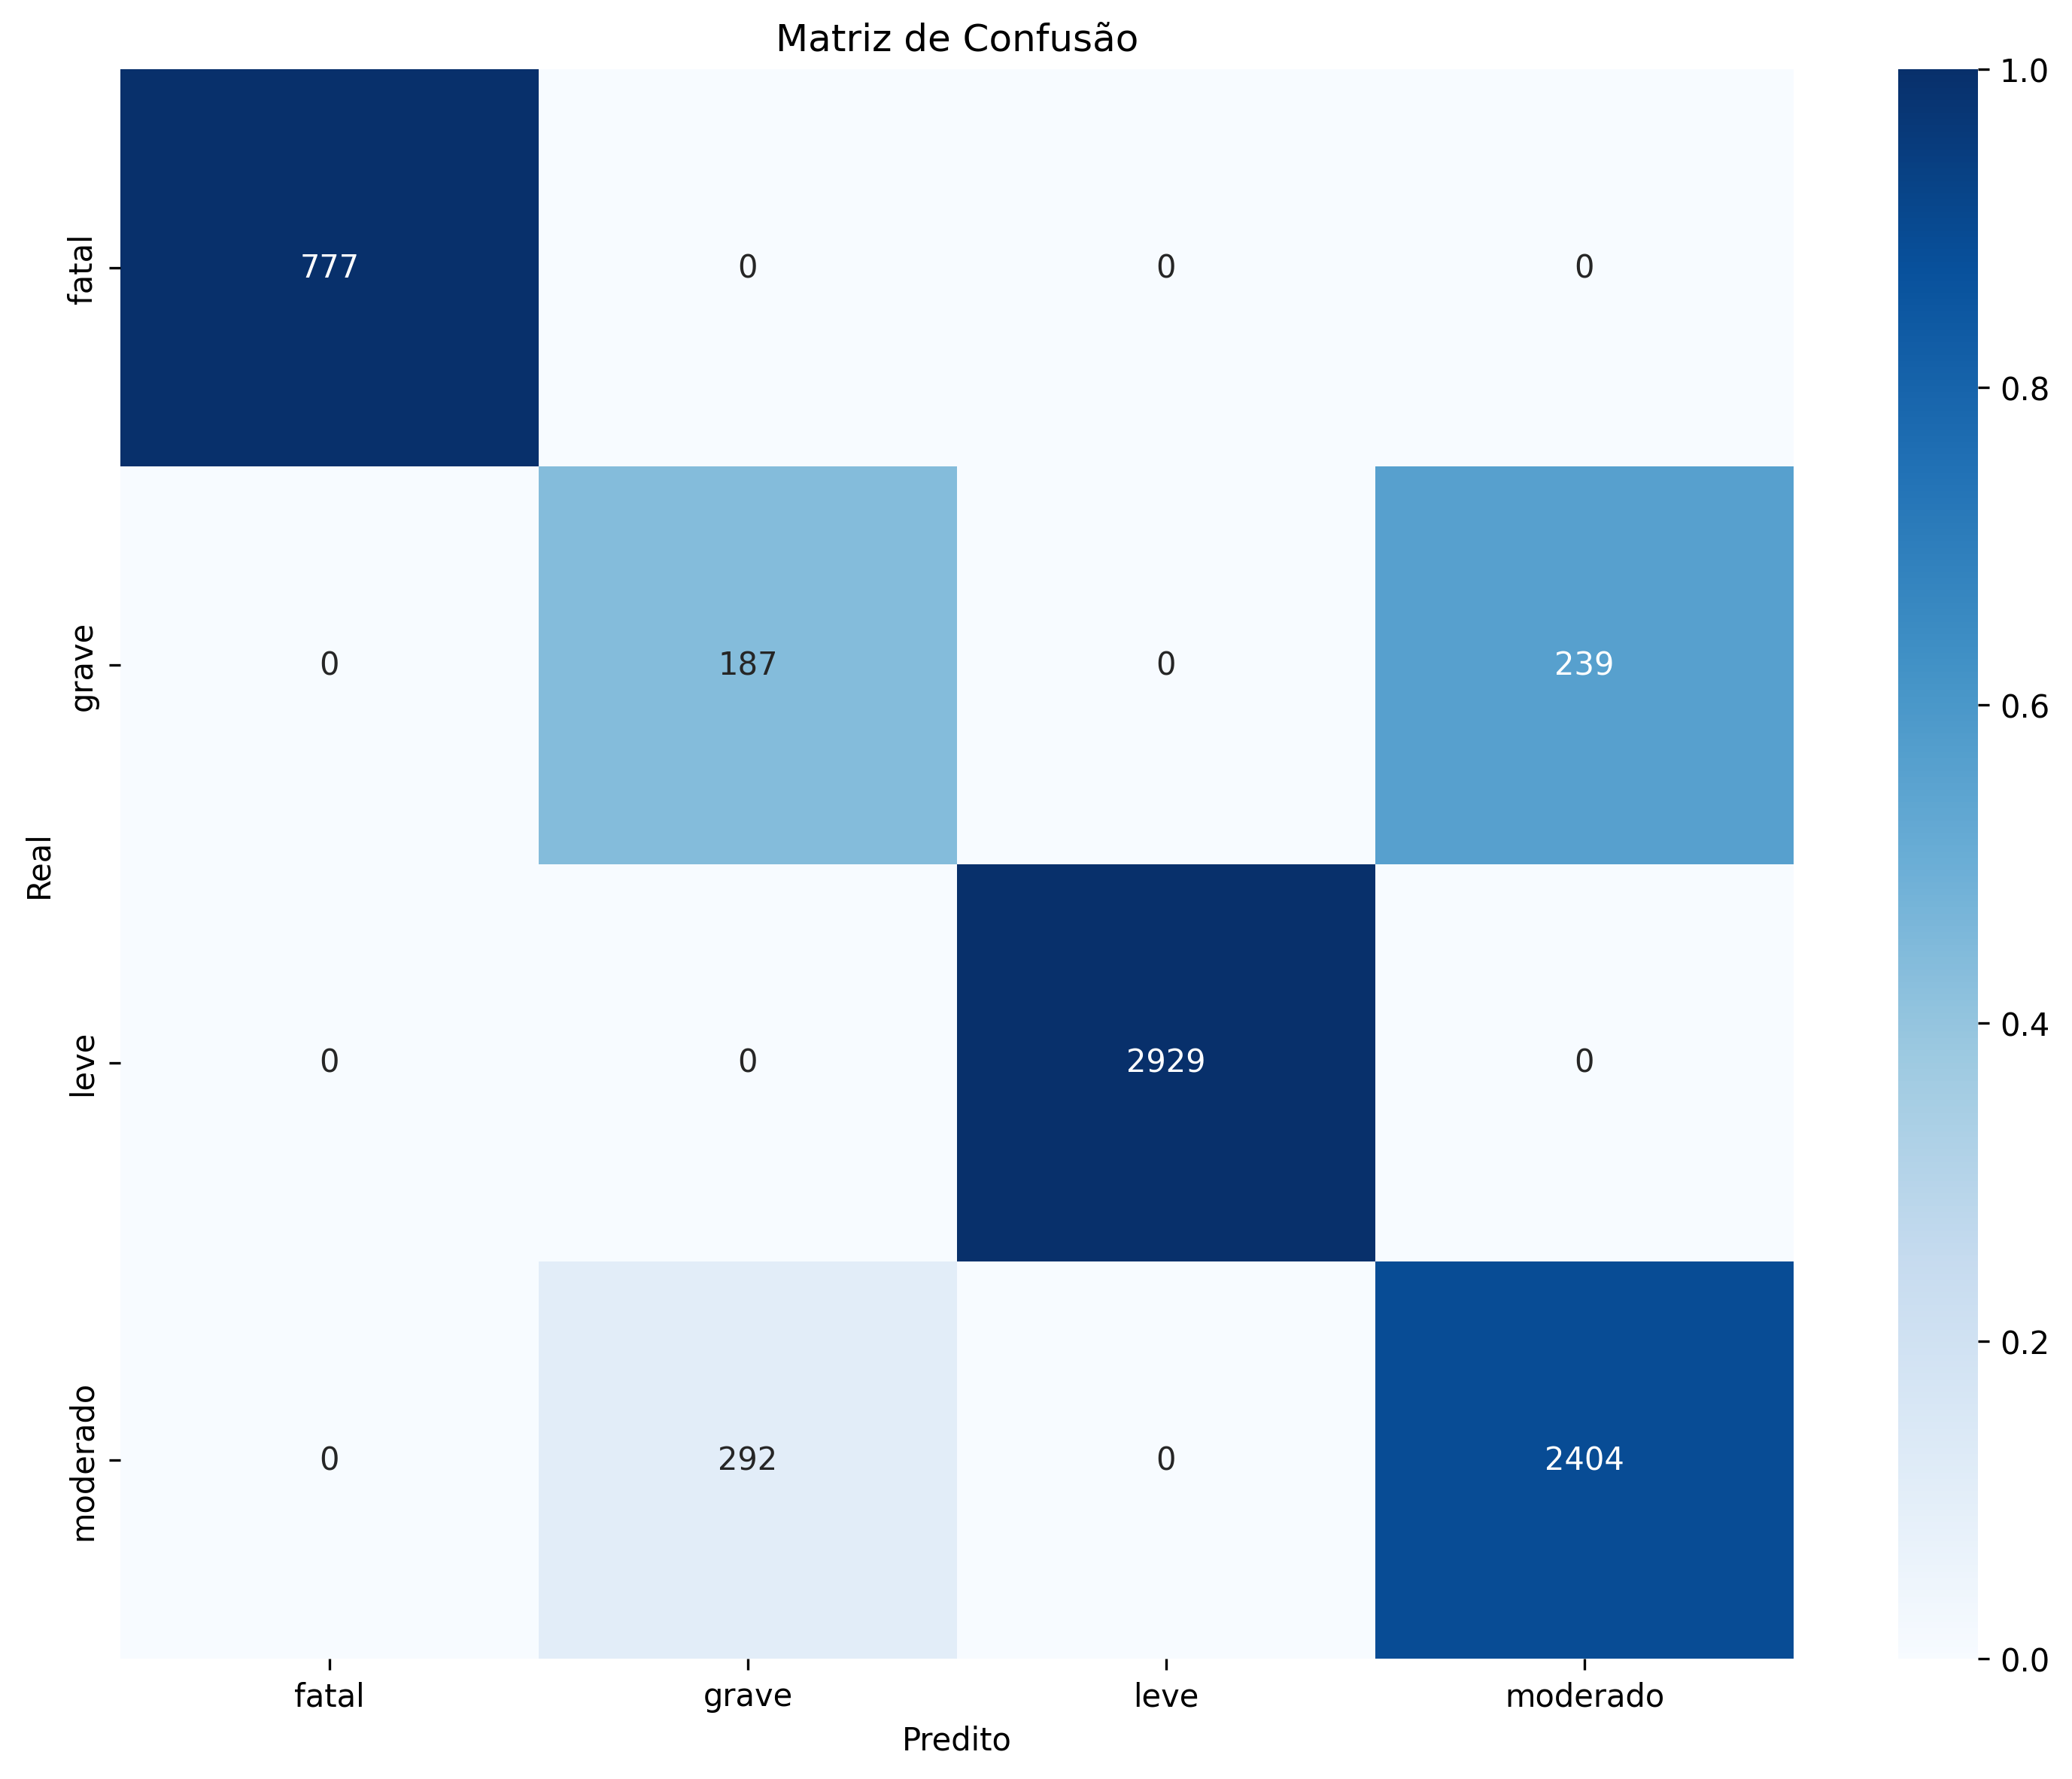 Matriz de Confusão
fatal
777 0 0 0
grave
0 187 0 239
leve
0 0 2929 0
moderado
0 292 0 2404
Real
fatal grave leve moderado
Predito
1.0
0.8
0.6
0.4
0.2
0.0